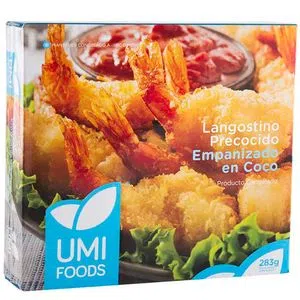 Langostino
Precocido
Empanizado
en Coco
Producto Congelado
UMI
FOODS
283g